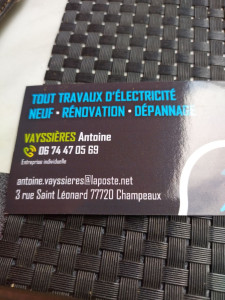 TOUT TRAVAUX D'ÉLECTRICITÉ
NEUF • RÉNOVATION • DÉPANNAGE
VAYSSIÈRES Antoine
06 74 47 05 69
Entreprise individuelle
antoine.vayssieres@laposte.net
3 rue Saint Léonard 77720 Champeaux